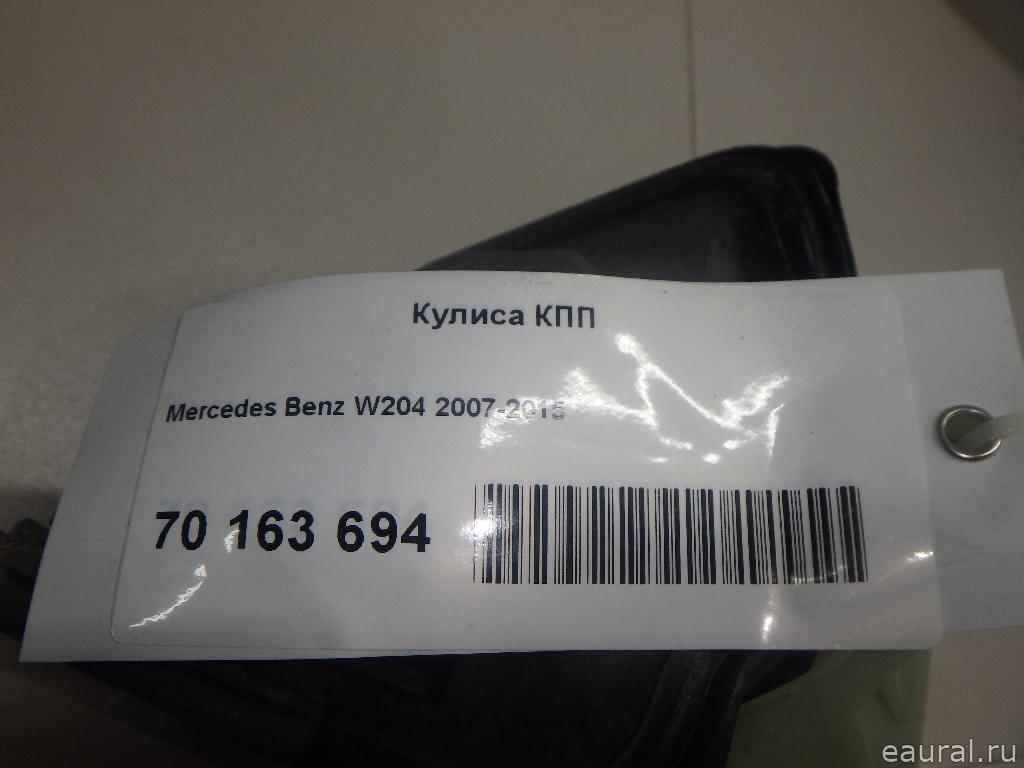 Кулиса КПП
Mercedes Benz W204 2007-2015
70 163 694
eaural.ru